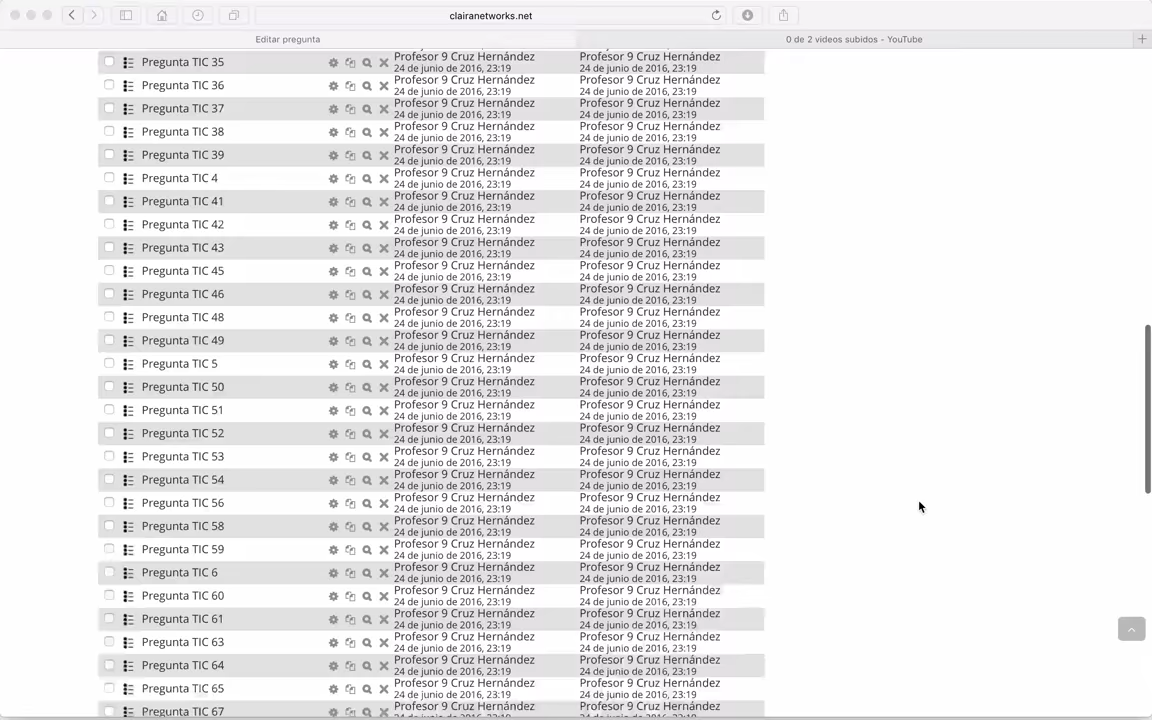 clairanetworks.net
Editar pregunta
0 de 2 videos subidos - YouTube
Pregunta TIC 35 Profesor 9 Cruz Hernández Profesor 9 Cruz Hernández
24 de junio de 2016, 23:19 24 de junio de 2016, 23:19
Pregunta TIC 36 Profesor 9 Cruz Hernández Profesor 9 Cruz Hernández
24 de junio de 2016, 23:19 24 de junio de 2016, 23:19
Pregunta TIC 37 Profesor 9 Cruz Hernández Profesor 9 Cruz Hernández
24 de junio de 2016, 23:19 24 de junio de 2016, 23:19
Pregunta TIC 38 Profesor 9 Cruz Hernández Profesor 9 Cruz Hernández
24 de junio de 2016, 23:19 24 de junio de 2016, 23:19
Pregunta TIC 39 Profesor 9 Cruz Hernández Profesor 9 Cruz Hernández
24 de junio de 2016, 23:19 24 de junio de 2016, 23:19
Pregunta TIC 4 Profesor 9 Cruz Hernández Profesor 9 Cruz Hernández
24 de junio de 2016, 23:19 24 de junio de 2016, 23:19
Pregunta TIC 41 Profesor 9 Cruz Hernández Profesor 9 Cruz Hernández
24 de junio de 2016, 23:19 24 de junio de 2016, 23:19
Pregunta TIC 42 Profesor 9 Cruz Hernández Profesor 9 Cruz Hernández
24 de junio de 2016, 23:19 24 de junio de 2016, 23:19
Pregunta TIC 43 Profesor 9 Cruz Hernández Profesor 9 Cruz Hernández
24 de junio de 2016, 23:19 24 de junio de 2016, 23:19
Pregunta TIC 45 Profesor 9 Cruz Hernández Profesor 9 Cruz Hernández
24 de junio de 2016, 23:19 24 de junio de 2016, 23:19
Pregunta TIC 46 Profesor 9 Cruz Hernández Profesor 9 Cruz Hernández
24 de junio de 2016, 23:19 24 de junio de 2016, 23:19
Pregunta TIC 48 Profesor 9 Cruz Hernández Profesor 9 Cruz Hernández
24 de junio de 2016, 23:19 24 de junio de 2016, 23:19
Pregunta TIC 49 Profesor 9 Cruz Hernández Profesor 9 Cruz Hernández
24 de junio de 2016, 23:19 24 de junio de 2016, 23:19
Pregunta TIC 5 Profesor 9 Cruz Hernández Profesor 9 Cruz Hernández
24 de junio de 2016, 23:19 24 de junio de 2016, 23:19
Pregunta TIC 50 Profesor 9 Cruz Hernández Profesor 9 Cruz Hernández
24 de junio de 2016, 23:19 24 de junio de 2016, 23:19
Pregunta TIC 51 Profesor 9 Cruz Hernández Profesor 9 Cruz Hernández
24 de junio de 2016, 23:19 24 de junio de 2016, 23:19
Pregunta TIC 52 Profesor 9 Cruz Hernández Profesor 9 Cruz Hernández
24 de junio de 2016, 23:19 24 de junio de 2016, 23:19
Pregunta TIC 53 Profesor 9 Cruz Hernández Profesor 9 Cruz Hernández
24 de junio de 2016, 23:19 24 de junio de 2016, 23:19
Pregunta TIC 54 Profesor 9 Cruz Hernández Profesor 9 Cruz Hernández
24 de junio de 2016, 23:19 24 de junio de 2016, 23:19
Pregunta TIC 56 Profesor 9 Cruz Hernández Profesor 9 Cruz Hernández
24 de junio de 2016, 23:19 24 de junio de 2016, 23:19
Pregunta TIC 58 Profesor 9 Cruz Hernández Profesor 9 Cruz Hernández
24 de junio de 2016, 23:19 24 de junio de 2016, 23:19
Pregunta TIC 59 Profesor 9 Cruz Hernández Profesor 9 Cruz Hernández
24 de junio de 2016, 23:19 24 de junio de 2016, 23:19
Pregunta TIC 6 Profesor 9 Cruz Hernández Profesor 9 Cruz Hernández
24 de junio de 2016, 23:19 24 de junio de 2016, 23:19
Pregunta TIC 60 Profesor 9 Cruz Hernández Profesor 9 Cruz Hernández
24 de junio de 2016, 23:19 24 de junio de 2016, 23:19
Pregunta TIC 61 Profesor 9 Cruz Hernández Profesor 9 Cruz Hernández
24 de junio de 2016, 23:19 24 de junio de 2016, 23:19
Pregunta TIC 63 Profesor 9 Cruz Hernández Profesor 9 Cruz Hernández
24 de junio de 2016, 23:19 24 de junio de 2016, 23:19
Pregunta TIC 64 Profesor 9 Cruz Hernández Profesor 9 Cruz Hernández
24 de junio de 2016, 23:19 24 de junio de 2016, 23:19
Pregunta TIC 65 Profesor 9 Cruz Hernández Profesor 9 Cruz Hernández
24 de junio de 2016, 23:19 24 de junio de 2016, 23:19
Pregunta TIC 67 Profesor 9 Cruz Hernández Profesor 9 Cruz Hernández